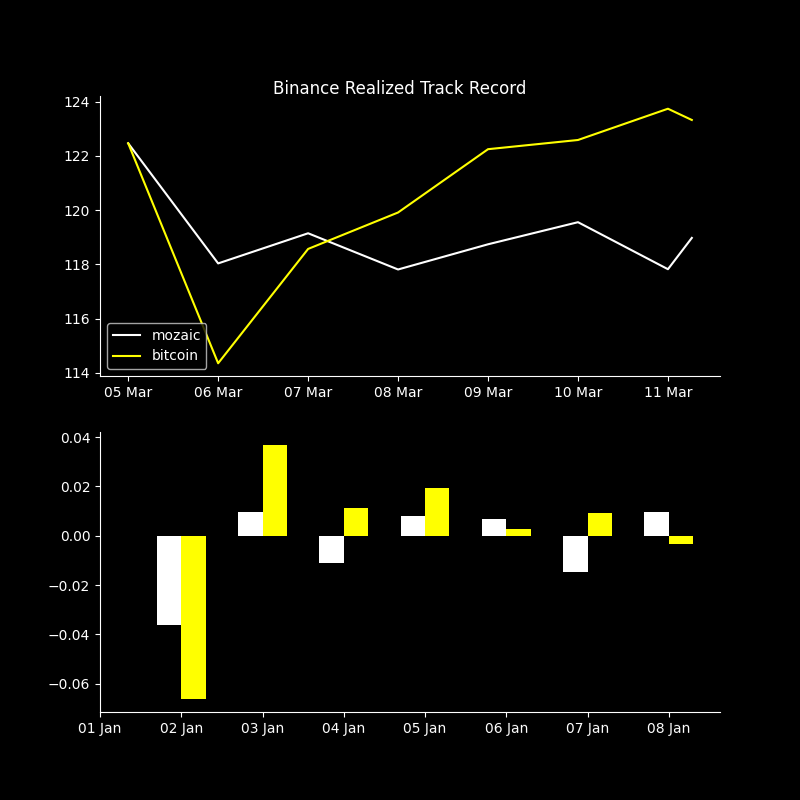 Binance Realized Track Record
124
122
120
118
116
114
mozaic
bitcoin
05 Mar 06 Mar 07 Mar 08 Mar 09 Mar 10 Mar 11 Mar
0.04
0.02
0.00
−0.02
−0.04
−0.06
01 Jan 02 Jan 03 Jan 04 Jan 05 Jan 06 Jan 07 Jan 08 Jan